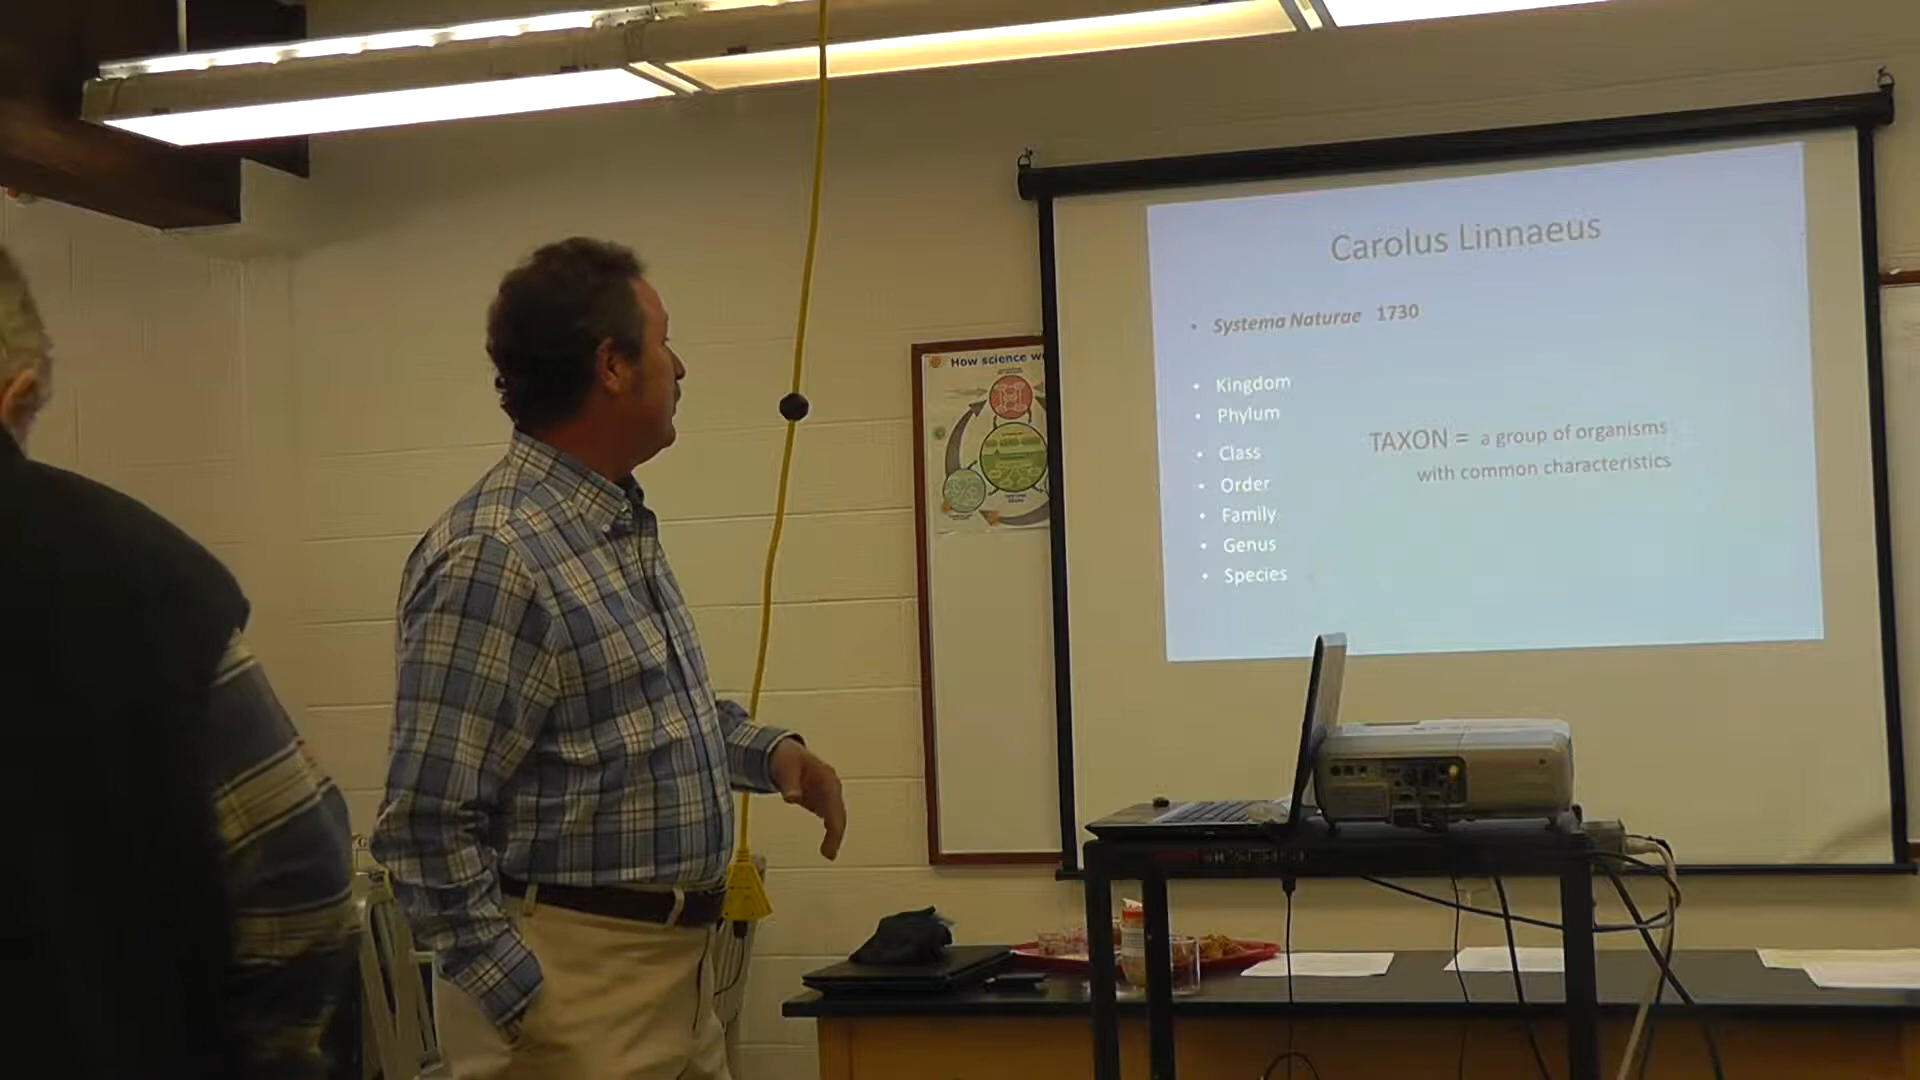 Carolus Linnaeus
• Systema Naturae 1730
• Kingdom
• Phylum
• Class
• Order
• Family
• Genus
• Species
TAXON = a group of organisms
with common characteristics
How science w